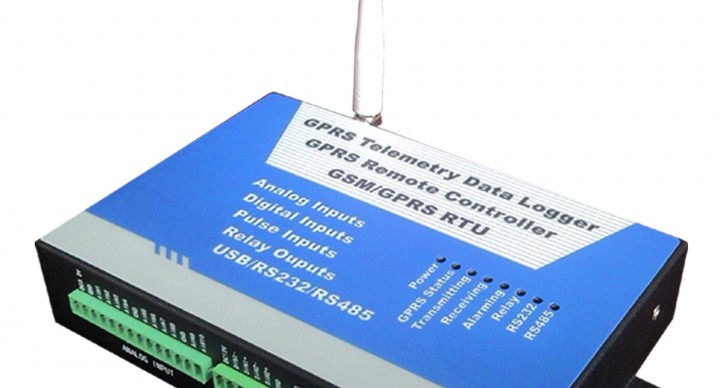 GPRS Telemetry Data Logger
GPRS Remote Controller
GSM/GPRS RTU
Analog Inputs
Digital Inputs
Pulse Inputs
Relay Ouputs
USB/RS232/RS485
Power
GPRS Status
Transmitting
Receiving
Alarming
Relay
RS232
RS485
ANALOG INPUT